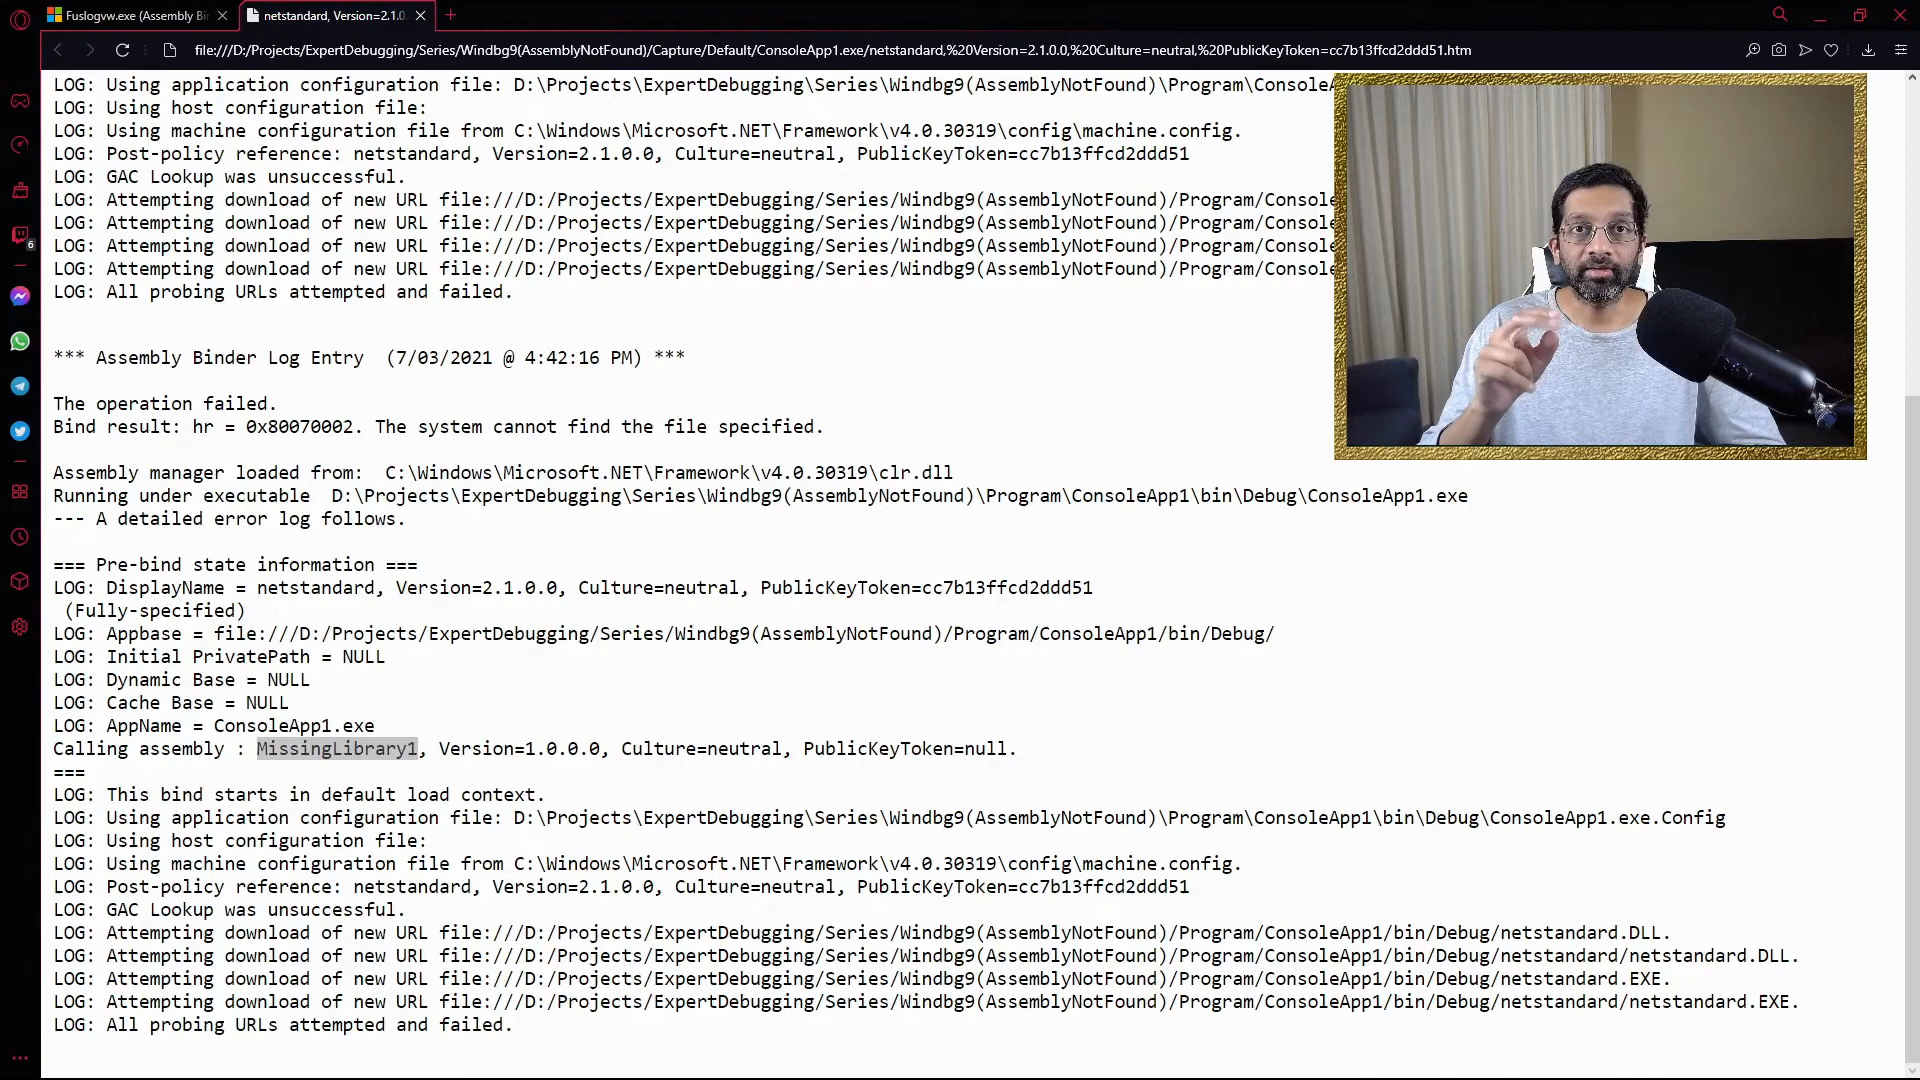 Fuslogvw.exe (Assembly Bi
netstandard, Version=2.1.0.
file:///D:/Projects/ExpertDebugging/Series/Windbg9(AssemblyNotFound)/Capture/Default/ConsoleApp1.exe/netstandard,%20Version=2.1.0.0,%20Culture=neutral,%20PublicKeyToken=cc7b13ffcd2ddd51.htm
LOG: Using application configuration file: D:\Projects\ExpertDebugging\Series\Windbg9(AssemblyNotFound)\Program\ConsoleA
LOG: Using host configuration file:
LOG: Using machine configuration file from C:\Windows\Microsoft.NET\Framework\v4.0.30319\config\machine.config.
LOG: Post-policy reference: netstandard, Version=2.1.0.0, Culture=neutral, PublicKeyToken=cc7b13ffcd2ddd51
LOG: GAC Lookup was unsuccessful.
LOG: Attempting download of new URL file:///D:/Projects/ExpertDebugging/Series/Windbg9(AssemblyNotFound)/Program/Console
LOG: Attempting download of new URL file:///D:/Projects/ExpertDebugging/Series/Windbg9(AssemblyNotFound)/Program/Console
LOG: Attempting download of new URL file:///D:/Projects/ExpertDebugging/Series/Windbg9(AssemblyNotFound)/Program/Console
LOG: Attempting download of new URL file:///D:/Projects/ExpertDebugging/Series/Windbg9(AssemblyNotFound)/Program/Console
LOG: All probing URLs attempted and failed.
*** Assembly Binder Log Entry  (7/03/2021 @ 4:42:16 PM) ***
The operation failed.
Bind result: hr = 0x80070002. The system cannot find the file specified.
Assembly manager loaded from:  C:\Windows\Microsoft.NET\Framework\v4.0.30319\clr.dll
Running under executable  D:\Projects\ExpertDebugging\Series\Windbg9(AssemblyNotFound)\Program\ConsoleApp1\bin\Debug\ConsoleApp1.exe
--- A detailed error log follows.
=== Pre-bind state information ===
LOG: DisplayName = netstandard, Version=2.1.0.0, Culture=neutral, PublicKeyToken=cc7b13ffcd2ddd51
(Fully-specified)
LOG: Appbase = file:///D:/Projects/ExpertDebugging/Series/Windbg9(AssemblyNotFound)/Program/ConsoleApp1/bin/Debug/
LOG: Initial PrivatePath = NULL
LOG: Dynamic Base = NULL
LOG: Cache Base = NULL
LOG: AppName = ConsoleApp1.exe
Calling assembly : MissingLibrary1, Version=1.0.0.0, Culture=neutral, PublicKeyToken=null.
===
LOG: This bind starts in default load context.
LOG: Using application configuration file: D:\Projects\ExpertDebugging\Series\Windbg9(AssemblyNotFound)\Program\ConsoleApp1\bin\Debug\ConsoleApp1.exe.Config
LOG: Using host configuration file:
LOG: Using machine configuration file from C:\Windows\Microsoft.NET\Framework\v4.0.30319\config\machine.config.
LOG: Post-policy reference: netstandard, Version=2.1.0.0, Culture=neutral, PublicKeyToken=cc7b13ffcd2ddd51
LOG: GAC Lookup was unsuccessful.
LOG: Attempting download of new URL file:///D:/Projects/ExpertDebugging/Series/Windbg9(AssemblyNotFound)/Program/ConsoleApp1/bin/Debug/netstandard.DLL.
LOG: Attempting download of new URL file:///D:/Projects/ExpertDebugging/Series/Windbg9(AssemblyNotFound)/Program/ConsoleApp1/bin/Debug/netstandard/netstandard.DLL.
LOG: Attempting download of new URL file:///D:/Projects/ExpertDebugging/Series/Windbg9(AssemblyNotFound)/Program/ConsoleApp1/bin/Debug/netstandard.EXE.
LOG: Attempting download of new URL file:///D:/Projects/ExpertDebugging/Series/Windbg9(AssemblyNotFound)/Program/ConsoleApp1/bin/Debug/netstandard/netstandard.EXE.
LOG: All probing URLs attempted and failed.
6